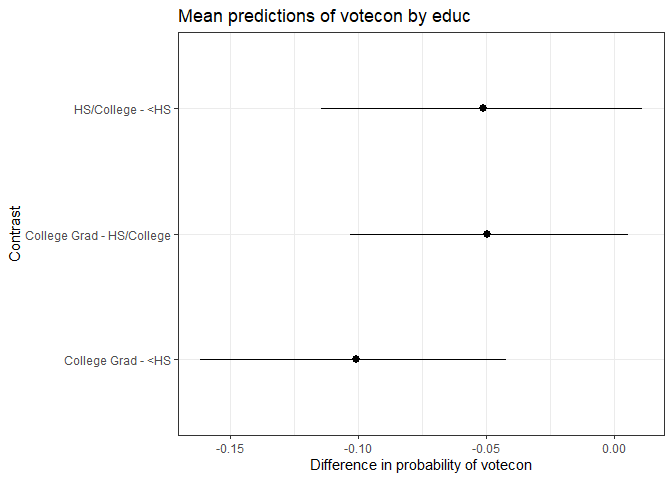 Mean predictions of votecon by educ
HS/College - <HS
College Grad - HS/College
College Grad - <HS
Contrast
-0.15 -0.10 -0.05 0.00
Difference in probability of votecon